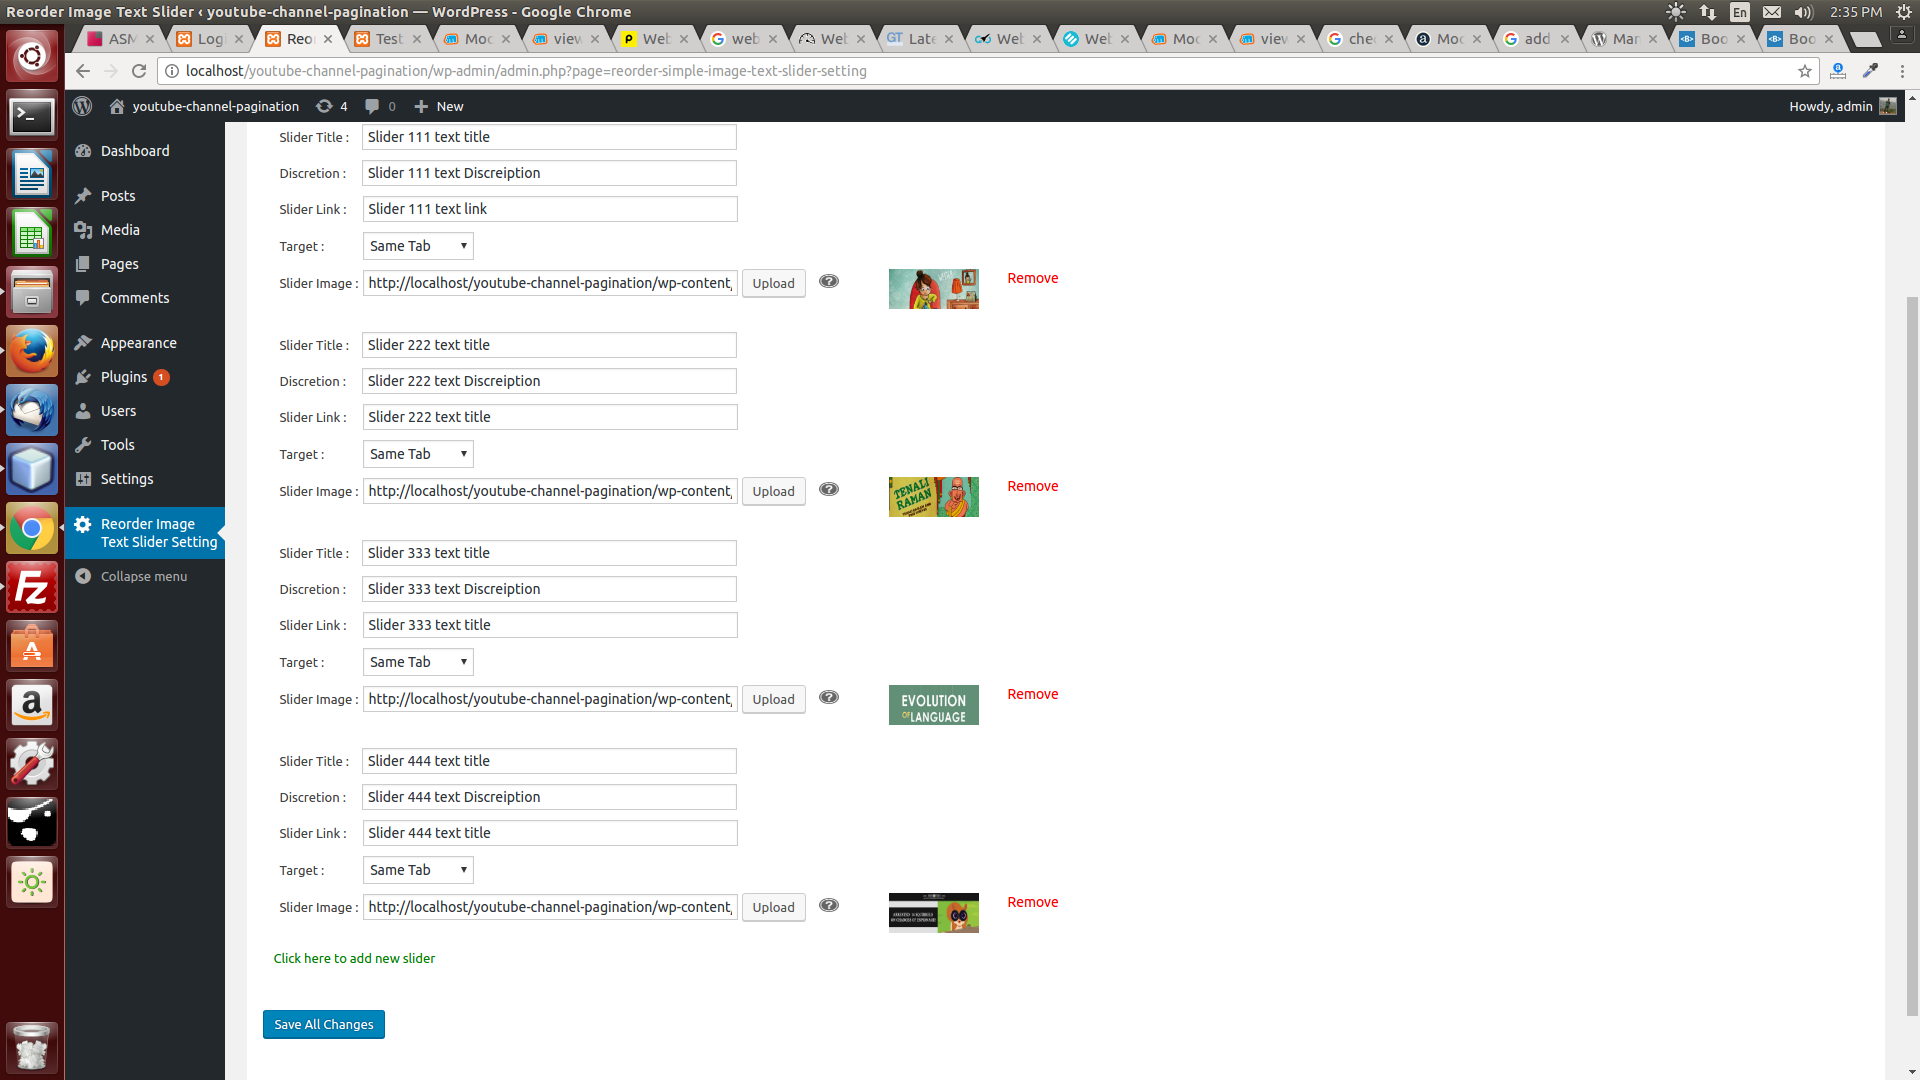 Reorder Image Text Slider ‹ youtube-channel-pagination — WordPress - Google Chrome
En
2:35 PM
ASM
Logi
Reor
Test
Moc
view
Web
web
Web
Late
Web
Web
Moc
view
che
Moc
add
Man
Boo
Boo
localhost/youtube-channel-pagination/wp-admin/admin.php?page=reorder-simple-image-text-slider-setting
youtube-channel-pagination
4
0
New
Howdy, admin
Dashboard
Posts
Media
Pages
Comments
Appearance
Plugins 1
Users
Tools
Settings
Reorder Image
Text Slider Setting
Collapse menu
Slider Title : Slider 111 text title
Discretion : Slider 111 text Discreiption
Slider Link : Slider 111 text link
Target : Same Tab
Slider Image : http://localhost/youtube-channel-pagination/wp-content, Upload Remove
Slider Title : Slider 222 text title
Discretion : Slider 222 text Discreiption
Slider Link : Slider 222 text title
Target : Same Tab
Slider Image : http://localhost/youtube-channel-pagination/wp-content, Upload Remove
TENALI
RAMAN
Slider Title : Slider 333 text title
Discretion : Slider 333 text Discreiption
Slider Link : Slider 333 text title
Target : Same Tab
Slider Image : http://localhost/youtube-channel-pagination/wp-content, Upload Remove
EVOLUTION
OF LANGUAGE
Slider Title : Slider 444 text title
Discretion : Slider 444 text Discreiption
Slider Link : Slider 444 text title
Target : Same Tab
Slider Image : http://localhost/youtube-channel-pagination/wp-content, Upload Remove
Click here to add new slider
Save All Changes